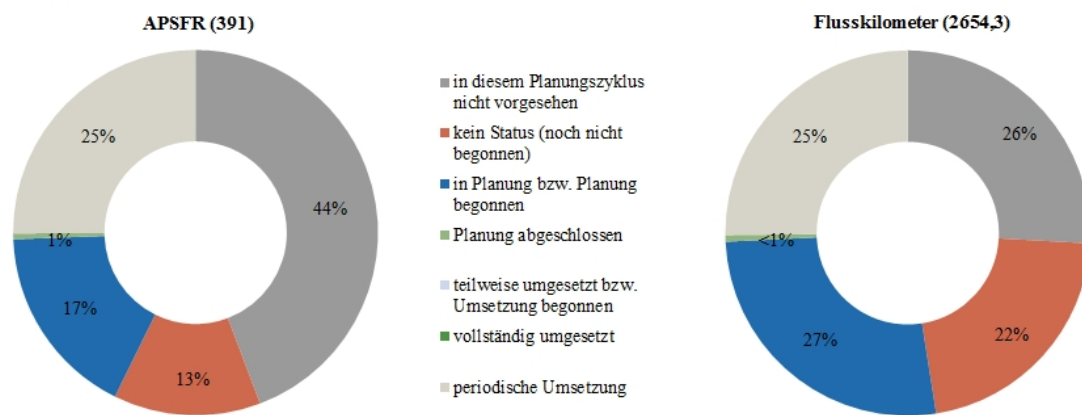 APSFR (391)
25%
44%
1%
17%
13%
in diesem Planungszyklus
nicht vorgesehen
kein Status (noch nicht
begonnen)
in Planung bzw. Planung
begonnen
Planung abgeschlossen
teilweise umgesetzt bzw.
Umsetzung begonnen
vollständig umgesetzt
periodische Umsetzung
Flusskilometer (2654,3)
25%
26%
<1%
27%
22%